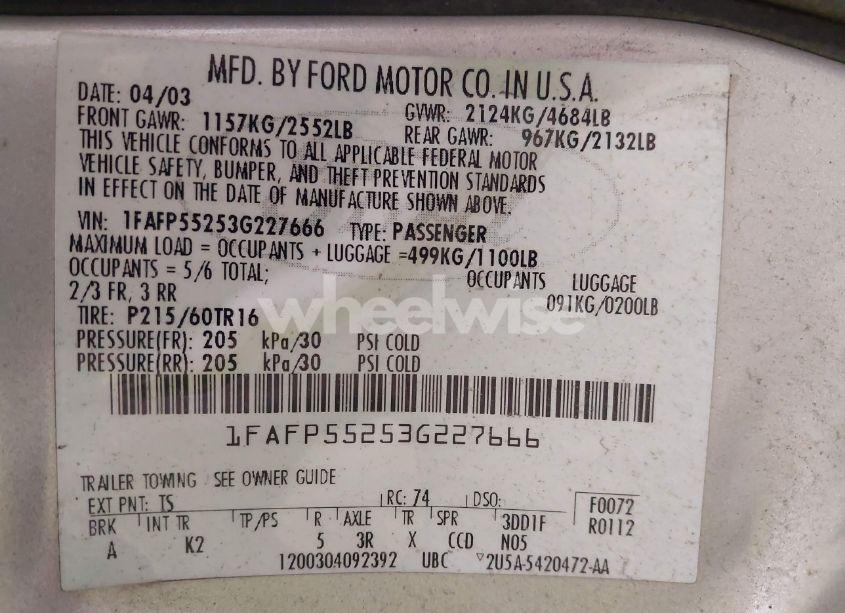 MFD. BY FORD MOTOR CO. IN U.S.A.
DATE: 04/03 GVWR: 2124KG/4684LB
FRONT GAWR: 1157KG/2552LB REAR GAWR: 967KG/2132LB
THIS VEHICLE CONFORMS TO ALL APPLICABLE FEDERAL MOTOR
VEHICLE SAFETY, BUMPER, AND THEFT PREVENTION STANDARDS
IN EFFECT ON THE DATE OF MANUFACTURE SHOWN ABOVE.
VIN: 1FAFP55253G227666 TYPE: PASSENGER
MAXIMUM LOAD = OCCUPANTS + LUGGAGE =499KG/1100LB
OCCUPANTS = 5/6 TOTAL; OCCUPANTS LUGGAGE
2/3 FR, 3 RR 091KG/0200LB
wheelwise
TIRE: P215/60TR16
PRESSURE(FR): 205 kPa/30 PSI COLD
PRESSURE(RR): 205 kPa/30 PSI COLD
1FAFP55253G227666
TRAILER TOWING SEE OWNER GUIDE
EXT PNT: TS RC: 74 DSO: F0072
BRK INT TR TP/PS R AXLE TR SPR 3DD1F R0112
A K2 5 3R X CCD N05
1200304092392 UBC 2U5A-5420472-AA